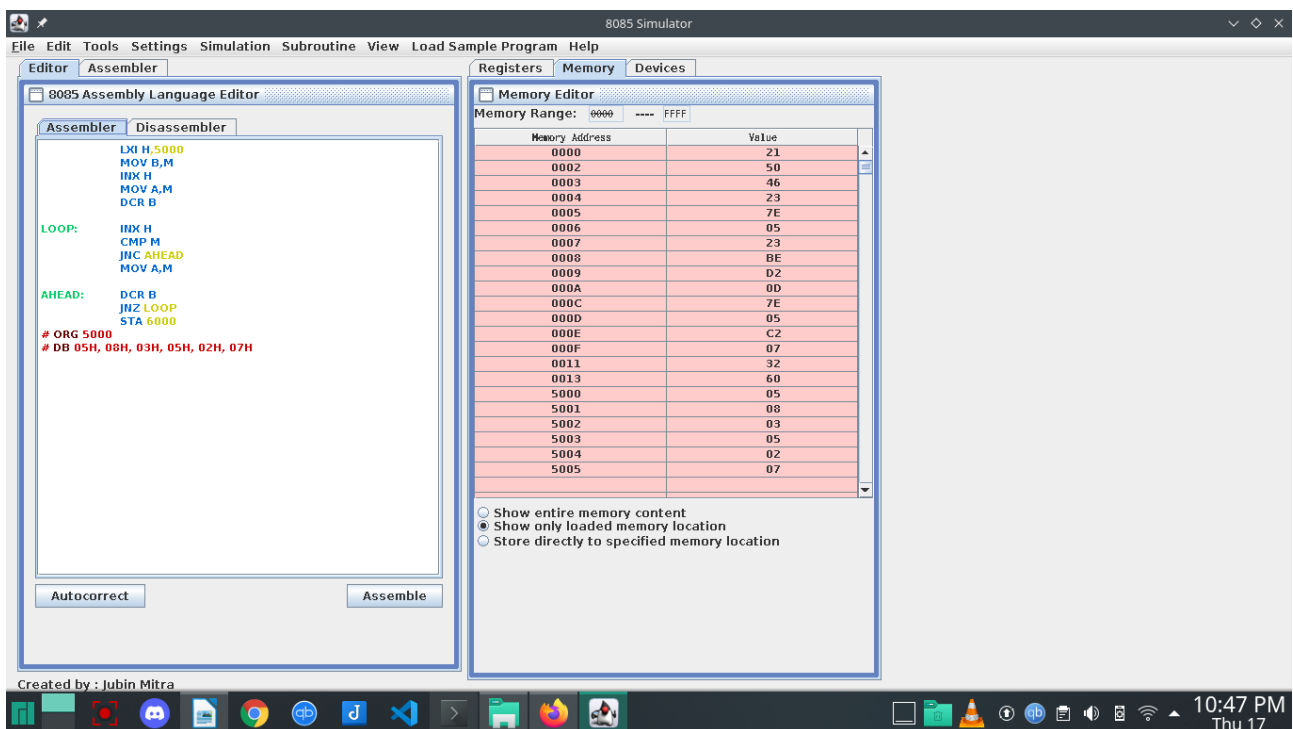 8085 Simulator
File Edit Tools Settings Simulation Subroutine View Load Sample Program Help
Editor Assembler
8085 Assembly Language Editor
Assembler Disassembler
LXI H,5000
MOV B,M
INX H
MOV A,M
DCR B
LOOP: INX H
CMP M
JNC AHEAD
MOV A,M
AHEAD: DCR B
JNZ LOOP
STA 6000
# ORG 5000
# DB 05H, 08H, 03H, 05H, 02H, 07H
Autocorrect Assemble
Registers Memory Devices
Memory Editor
Memory Range: 0000 ---- FFFF
Memory Address Value
0000 21
0002 50
0003 46
0004 23
0005 7E
0006 05
0007 23
0008 BE
0009 D2
000A 0D
000C 7E
000D 05
000E C2
000F 07
0011 32
0013 60
5000 05
5001 08
5002 03
5003 05
5004 02
5005 07
Show entire memory content
Show only loaded memory location
Store directly to specified memory location
Created by : Jubin Mitra
qb
d
qb
10:47 PM
Thu 17